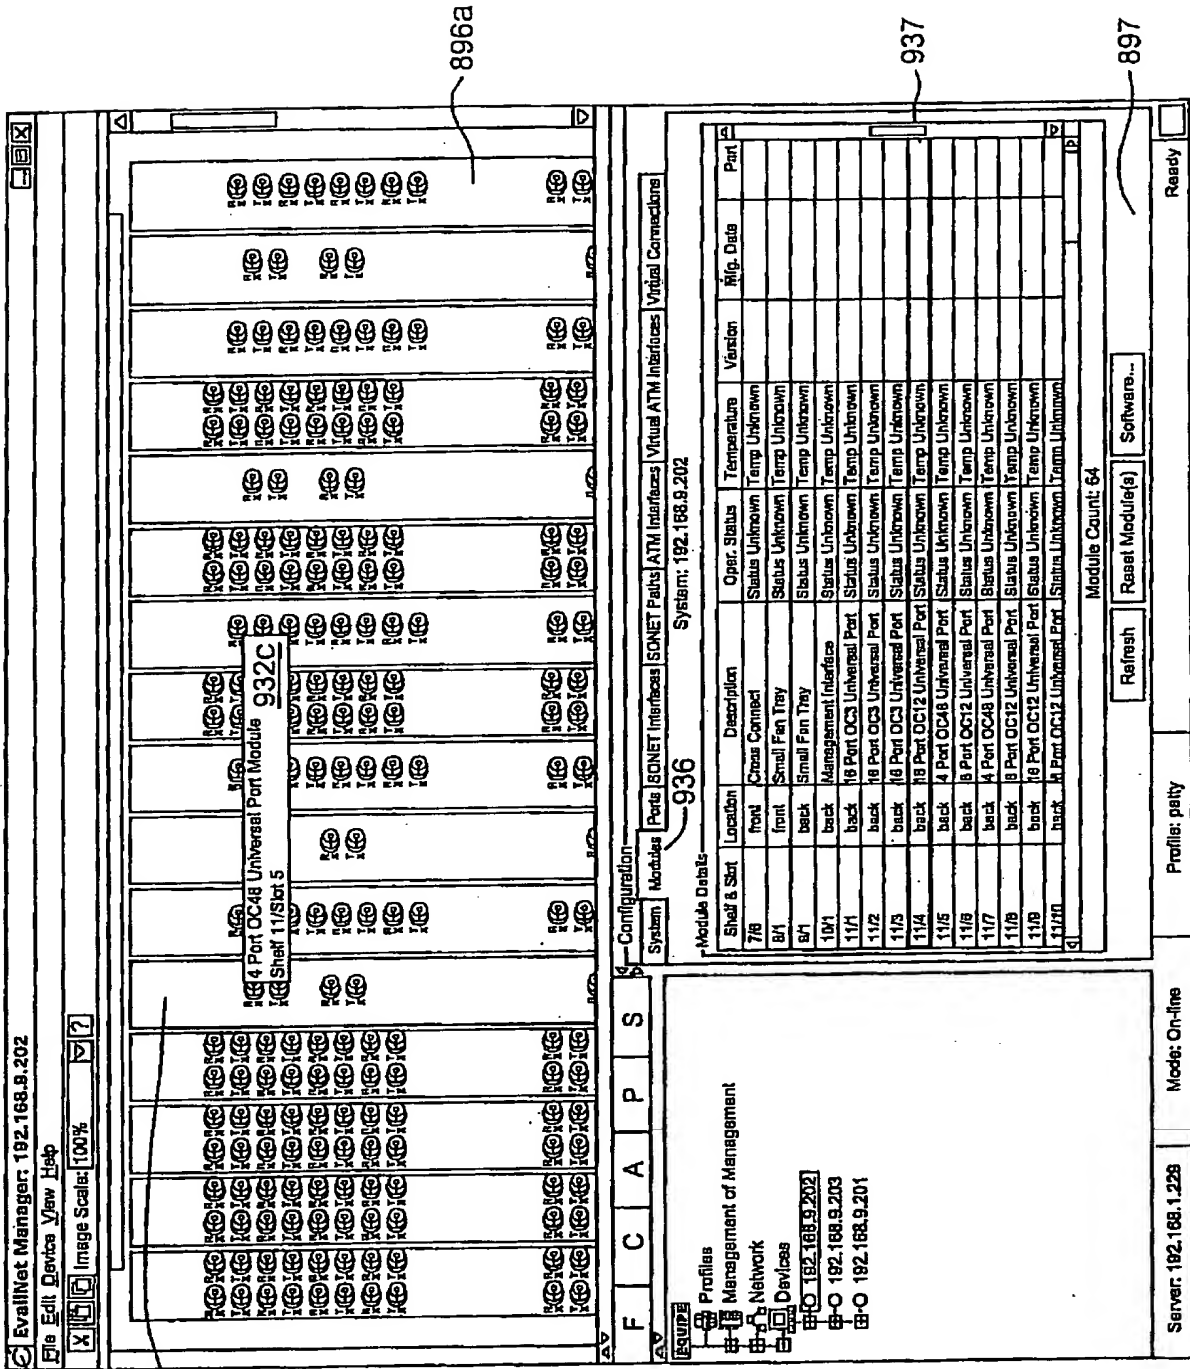 EvailNet Manager: 192.168.9.202
File Edit Device View Help
Image Scale: 100% ?
4 Port OC48 Universal Port Module
Shelf 11/Slot 5
932C
896a
F C A P S
EQUIPE
Profiles
Management of Management
Network
Devices
192.168.9.202
192.168.9.203
192.168.9.201
Configuration
System Modules Ports SONET Interfaces SONET Paths ATM Interfaces Virtual ATM Interfaces Virtual Connections
936
System: 192.168.9.202
Module Details
Shelf & Slot Location Description Oper. Status Temperature Version Mfg. Date Part
front Cross Connect Status Unknown Temp Unknown
8/1 front Small Fan Tray Status Unknown Temp Unknown
back Small Fan Tray Status Unknown Temp Unknown
10/1 back Management Interface Status Unknown Temp Unknown
11/1 back 16 Port OC3 Universal Port Status Unknown Temp Unknown
11/2 back 16 Port OC3 Universal Port Status Unknown Temp Unknown
11/3 back 16 Port OC3 Universal Port Status Unknown Temp Unknown
11/4 back 16 Port OC12 Universal Port Status Unknown Temp Unknown
11/5 back 4 Port OC48 Universal Port Status Unknown Temp Unknown
11/6 back 8 Port OC12 Universal Port Status Unknown Temp Unknown
11/7 back 4 Port OC48 Universal Port Status Unknown Temp Unknown
11/8 back 8 Port OC12 Universal Port Status Unknown Temp Unknown
11/9 back 16 Port OC12 Universal Port Status Unknown Temp Unknown
11/10 back Port OC12 Universal Port Status Unknown Temp Unknown
937
Module Count: 64
Refresh Reset Module(s) Software...
897
Server: 192.168.1.229 Mode: On-line Profile: patty Ready